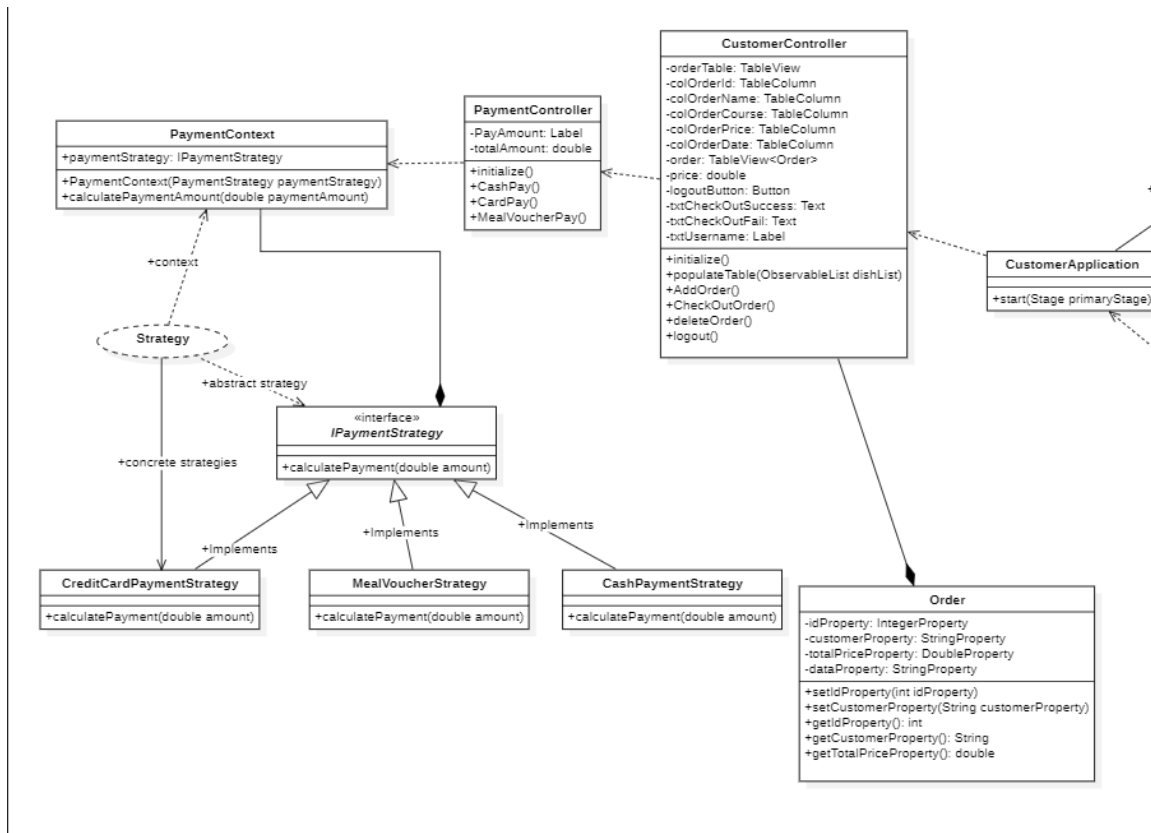 CustomerController
-orderTable: TableView
-colOrderId: TableColumn
-colOrderName: TableColumn
-colOrderCourse: TableColumn
-colOrderPrice: TableColumn
-colOrderDate: TableColumn
-order: TableView<Order>
-price: double
-logoutButton: Button
-txtCheckOutSuccess: Text
-txtCheckOutFail: Text
-txtUsername: Label
+initialize()
+populateTable(ObservableList dishList)
+AddOrder()
+CheckOutOrder()
+deleteOrder()
+logout()
PaymentController
-PayAmount: Label
-totalAmount: double
+initialize()
+CashPay()
+CardPay()
+MealVoucherPay()
PaymentContext
+paymentStrategy: IPaymentStrategy
+PaymentContext(PaymentStrategy paymentStrategy)
+calculatePaymentAmount(double paymentAmount)
CustomerApplication
+start(Stage primaryStage)
+
+context
Strategy
+abstract strategy
+concrete strategies
«interface»
IPaymentStrategy
+calculatePayment(double amount)
+Implements
+Implements
+Implements
CreditCardPaymentStrategy
+calculatePayment(double amount)
MealVoucherStrategy
+calculatePayment(double amount)
CashPaymentStrategy
+calculatePayment(double amount)
Order
-idProperty: IntegerProperty
-customerProperty: StringProperty
-totalPriceProperty: DoubleProperty
-dataProperty: StringProperty
+setIdProperty(int idProperty)
+setCustomerProperty(String customerProperty)
+getIdProperty(): int
+getCustomerProperty(): String
+getTotalPriceProperty(): double